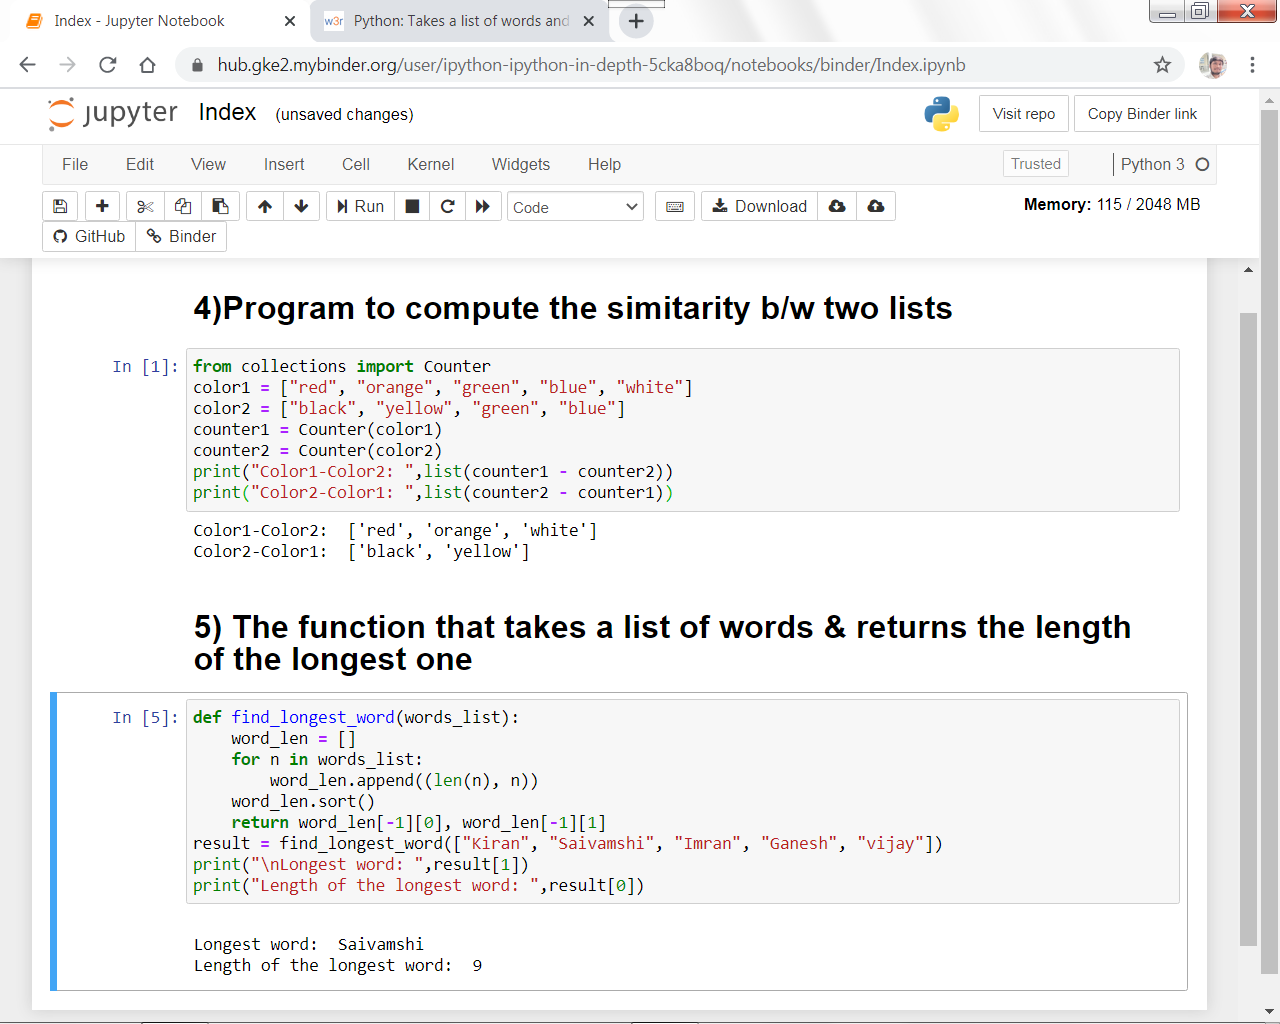 Index - Jupyter Notebook
w3r Python: Takes a list of words and
hub.gke2.mybinder.org/user/ipython-ipython-in-depth-5cka8boq/notebooks/binder/Index.ipynb
jupyter Index (unsaved changes)
Visit repo Copy Binder link
File Edit View Insert Cell Kernel Widgets Help Trusted Python 3
Run Code Download Memory: 115 / 2048 MB
GitHub Binder
4)Program to compute the simitarity b/w two lists
In [1]: from collections import Counter
color1 = ["red", "orange", "green", "blue", "white"]
color2 = ["black", "yellow", "green", "blue"]
counter1 = Counter(color1)
counter2 = Counter(color2)
print("Color1-Color2: ",list(counter1 - counter2))
print("Color2-Color1: ",list(counter2 - counter1))
Color1-Color2:  ['red', 'orange', 'white']
Color2-Color1:  ['black', 'yellow']
5) The function that takes a list of words & returns the length
of the longest one
In [5]: def find_longest_word(words_list):
    word_len = []
    for n in words_list:
        word_len.append((len(n), n))
    word_len.sort()
    return word_len[-1][0], word_len[-1][1]
result = find_longest_word(["Kiran", "Saivamshi", "Imran", "Ganesh", "vijay"])
print("\nLongest word: ",result[1])
print("Length of the longest word: ",result[0])
Longest word:  Saivamshi
Length of the longest word:  9